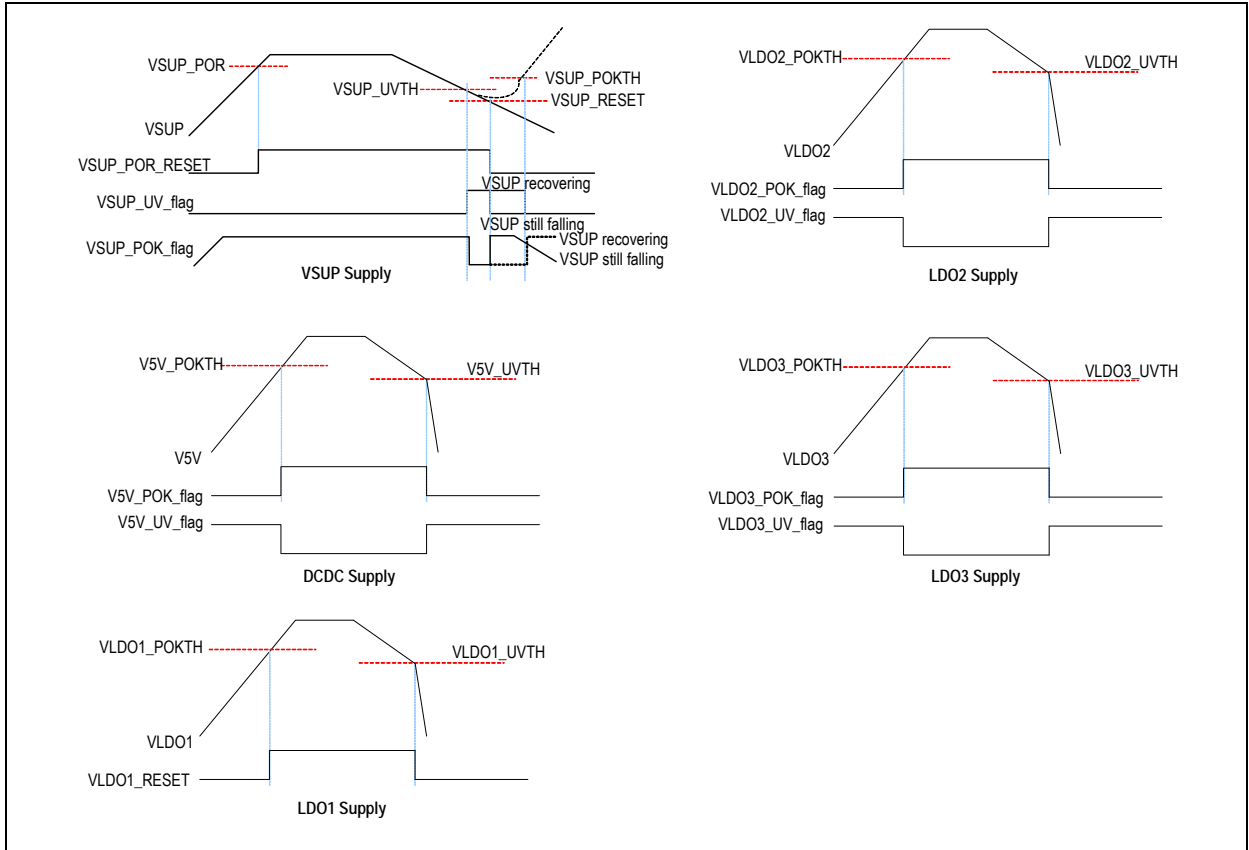 VSUP_POR
VSUP_UVTH
VSUP_POKTH
VSUP_RESET
VSUP
VSUP_POR_RESET
VSUP recovering
VSUP_UV_flag
VSUP still falling
VSUP_POK_flag
VSUP recovering
VSUP still falling
VSUP Supply
VLDO2_POKTH
VLDO2_UVTH
VLDO2
VLDO2_POK_flag
VLDO2_UV_flag
LDO2 Supply
V5V_POKTH
V5V_UVTH
V5V
V5V_POK_flag
V5V_UV_flag
DCDC Supply
VLDO3_POKTH
VLDO3_UVTH
VLDO3
VLDO3_POK_flag
VLDO3_UV_flag
LDO3 Supply
VLDO1_POKTH
VLDO1_UVTH
VLDO1
VLDO1_RESET
LDO1 Supply